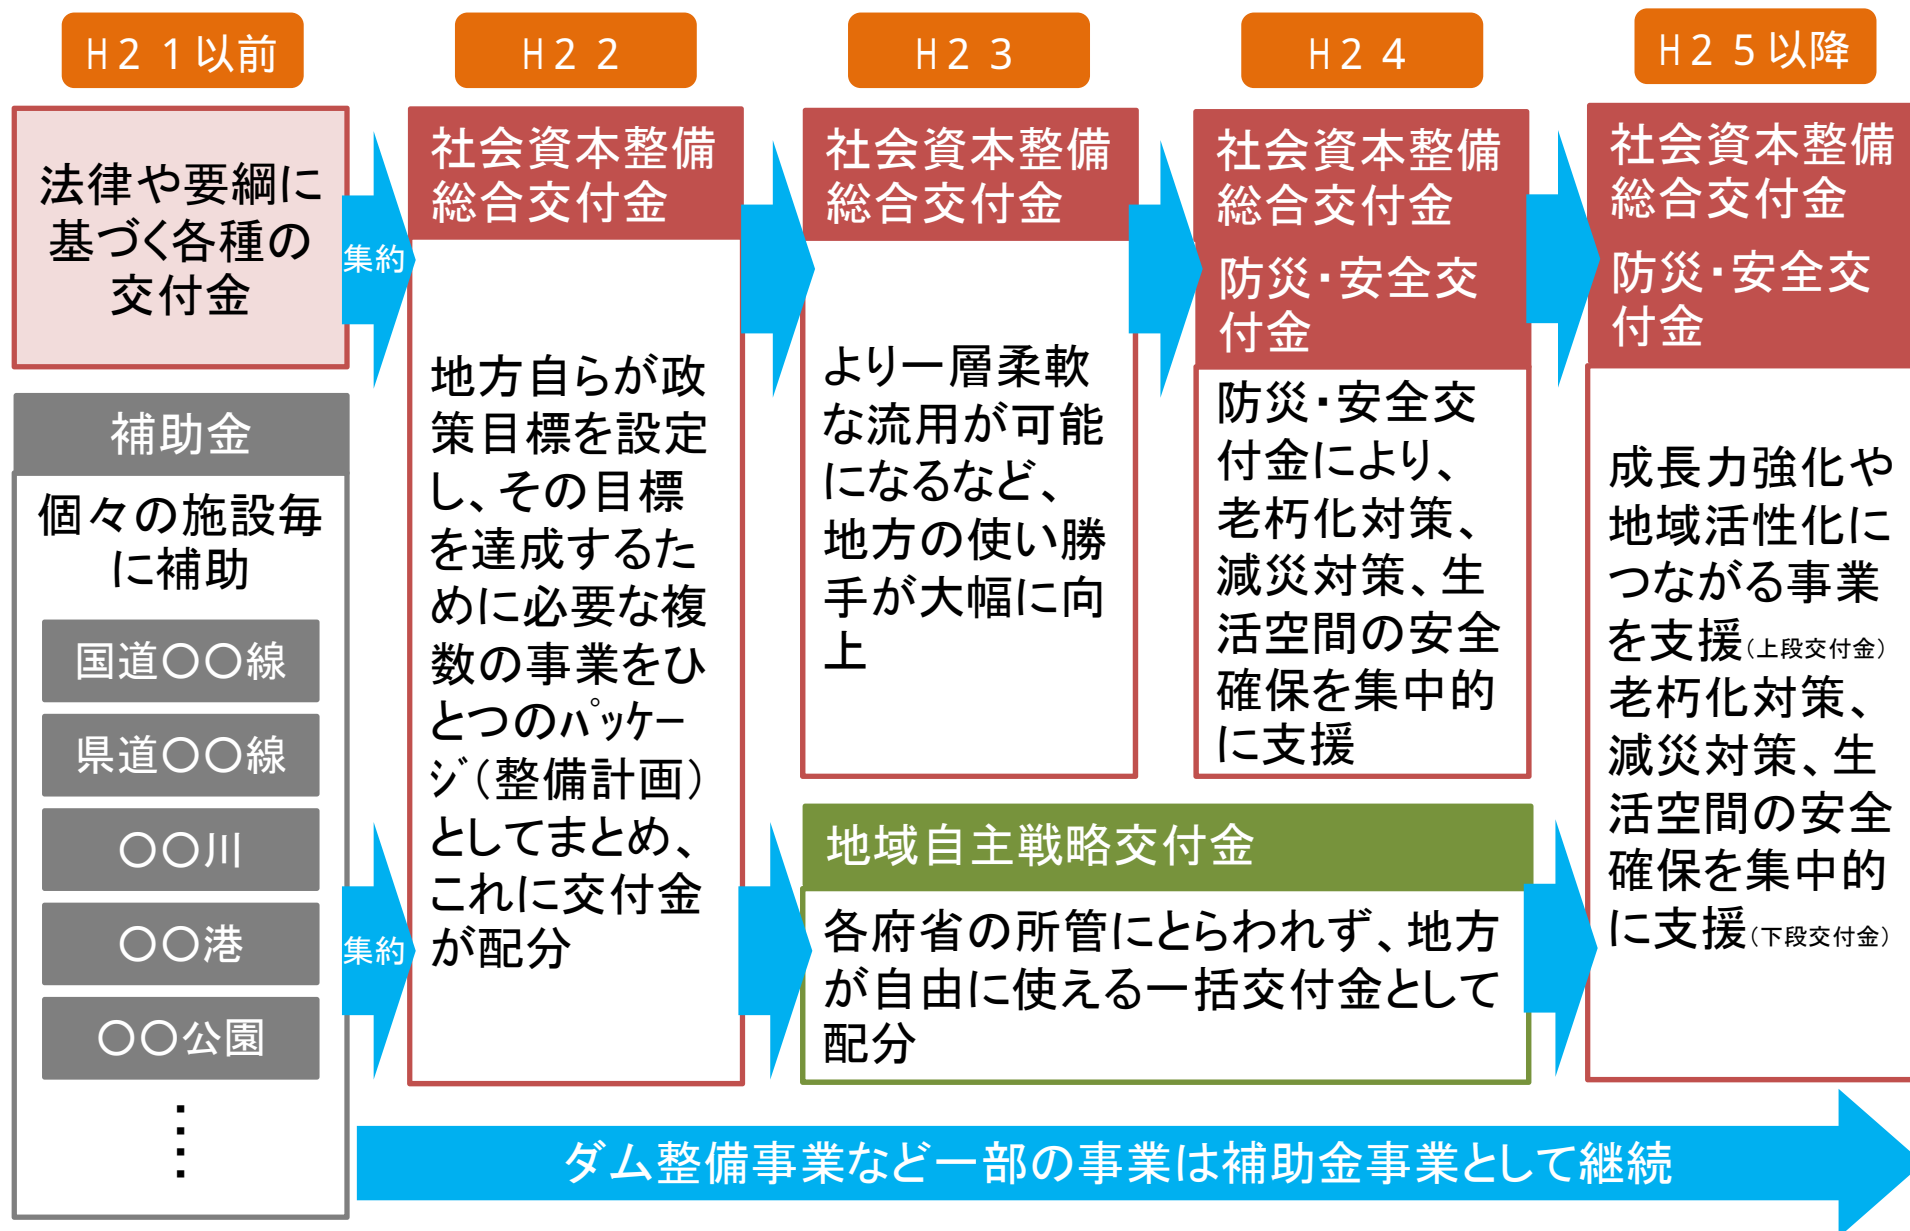 H21以前
H22
H23
H24
H25以降
法律や要綱に
基づく各種の
交付金
集約
補助金
個々の施設毎
に補助
国道〇〇線
県道〇〇線
〇〇川
〇〇港
〇〇公園
⋮
集約
社会資本整備
総合交付金
地方自らが政
策目標を設定
し、その目標
を達成するた
めに必要な複
数の事業をひ
とつのﾊﾟｯｹｰ
ｼﾞ(整備計画)
としてまとめ、
これに交付金
が配分
社会資本整備
総合交付金
より一層柔軟
な流用が可能
になるなど、
地方の使い勝
手が大幅に向
上
社会資本整備
総合交付金
防災・安全交
付金
防災・安全交
付金により、
老朽化対策、
減災対策、生
活空間の安全
確保を集中的
に支援
地域自主戦略交付金
各府省の所管にとらわれず、地方
が自由に使える一括交付金として
配分
社会資本整備
総合交付金
防災・安全交
付金
成長力強化や
地域活性化に
つながる事業
を支援(上段交付金)
老朽化対策、
減災対策、生
活空間の安全
確保を集中的
に支援(下段交付金)
ダム整備事業など一部の事業は補助金事業として継続